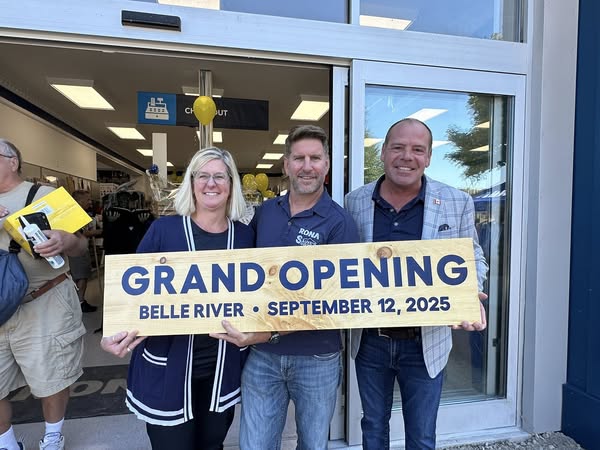 CHECKOUT
RONA
GRAND OPENING
BELLE RIVER • SEPTEMBER 12, 2025